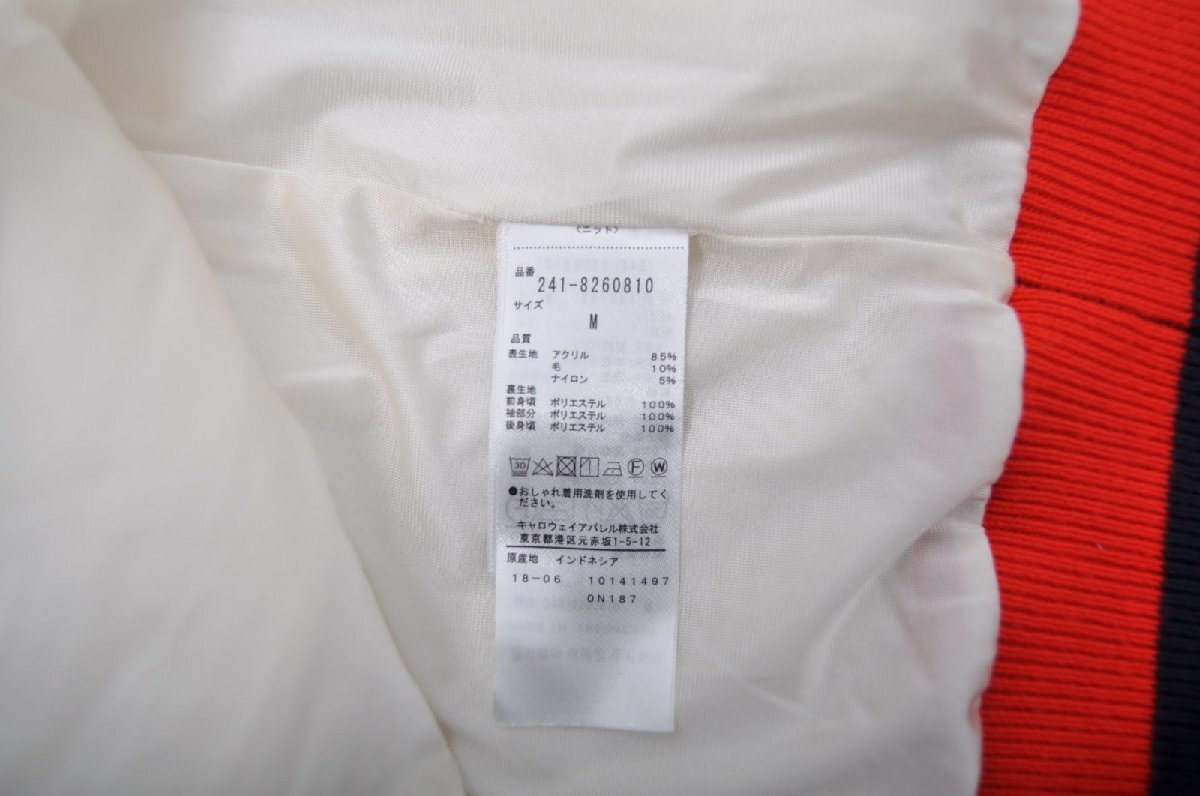 (ニット)
品番
241-8260810
サイズ
M
品質
表生地 アクリル 85%
毛 10%
ナイロン 5%
裏生地
前身頃 ポリエステル 100%
袖部分 ポリエステル 100%
後身頃 ポリエステル 100%
30 F W
●おしゃれ着用洗剤を使用してく
ださい。
キャロウェイアパレル株式会社
東京都港区元赤坂1-5-12
原産地 インドネシア
18-06 10141497
0N187